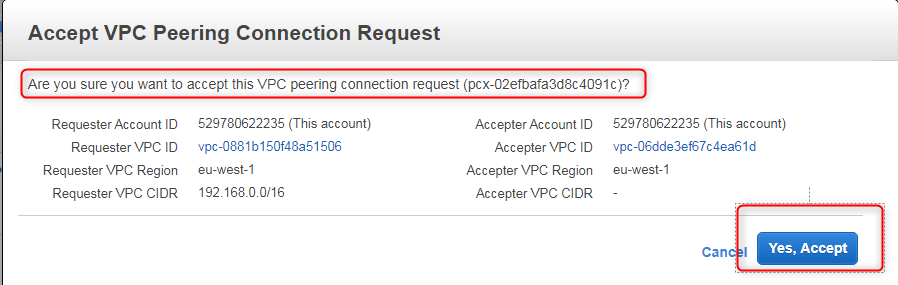 Accept VPC Peering Connection Request
Are you sure you want to accept this VPC peering connection request (pcx-02efbafa3d8c4091c)?
Requester Account ID 529780622235 (This account) Accepter Account ID 529780622235 (This account)
Requester VPC ID vpc-0881b150f48a51506 Accepter VPC ID vpc-06dde3ef67c4ea61d
Requester VPC Region eu-west-1 Accepter VPC Region eu-west-1
Requester VPC CIDR 192.168.0.0/16 Accepter VPC CIDR -
Cancel Yes, Accept